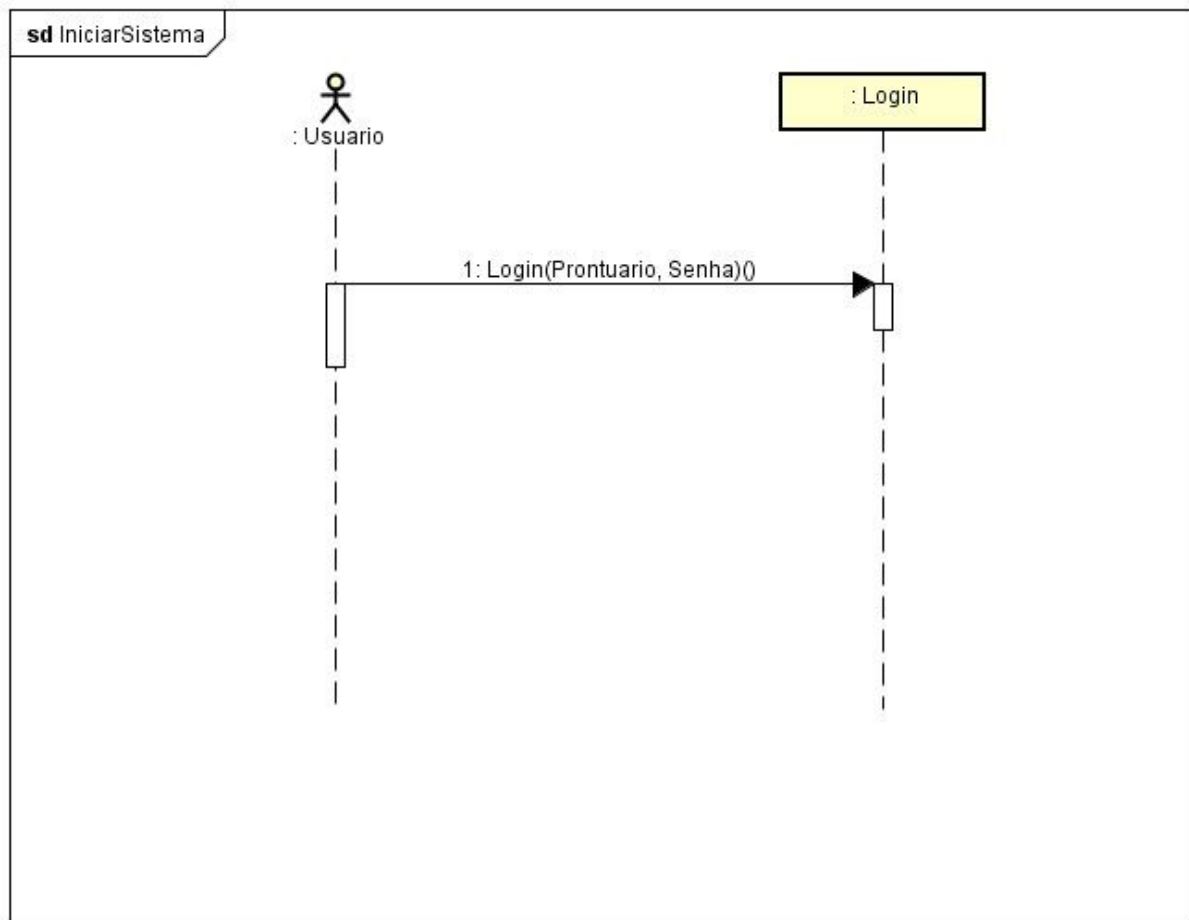 sd IniciarSistema
: Usuario
: Login
1: Login(Prontuario, Senha)()